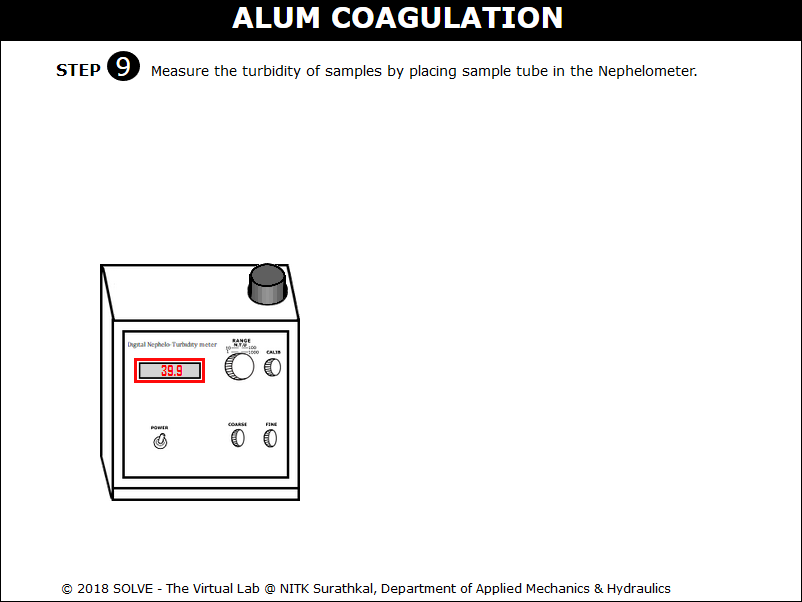 ALUM COAGULATION
STEP 9 Measure the turbidity of samples by placing sample tube in the Nephelometer.
Digital Nephelo-Turbidity meter
RANGE
N.T.U
10 100
1 1000
CALIB
39.9
POWER
COARSE
FINE
© 2018 SOLVE - The Virtual Lab @ NITK Surathkal, Department of Applied Mechanics & Hydraulics